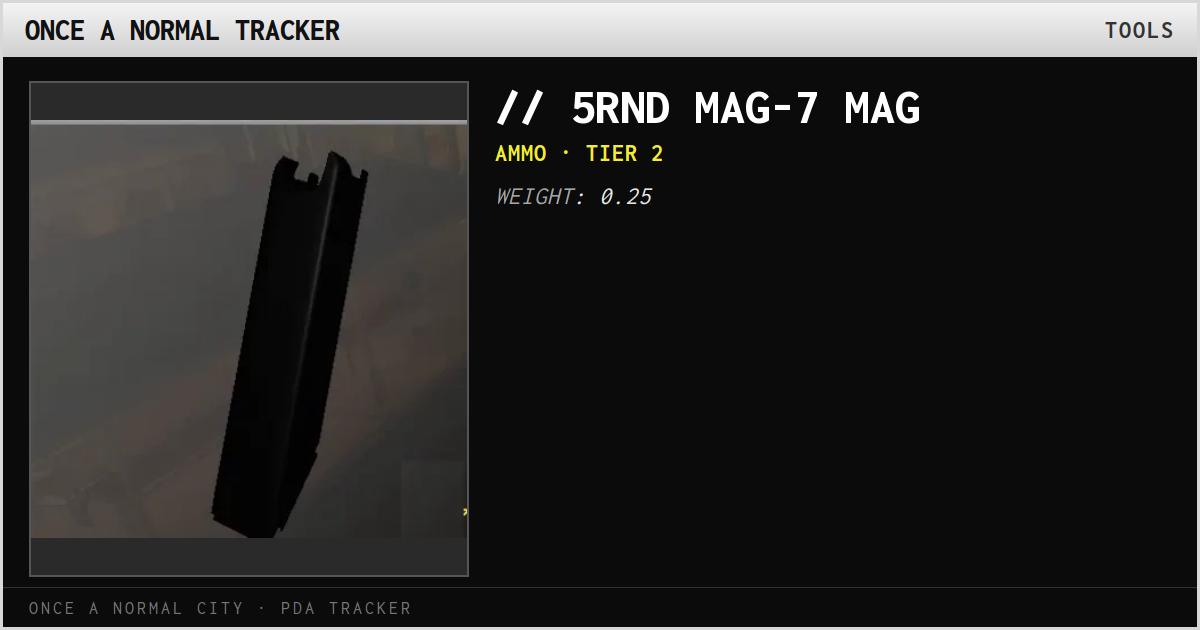 ONCE A NORMAL TRACKER
TOOLS
// 5RND MAG-7 MAG
AMMO · TIER 2
WEIGHT: 0.25
ONCE A NORMAL CITY · PDA TRACKER